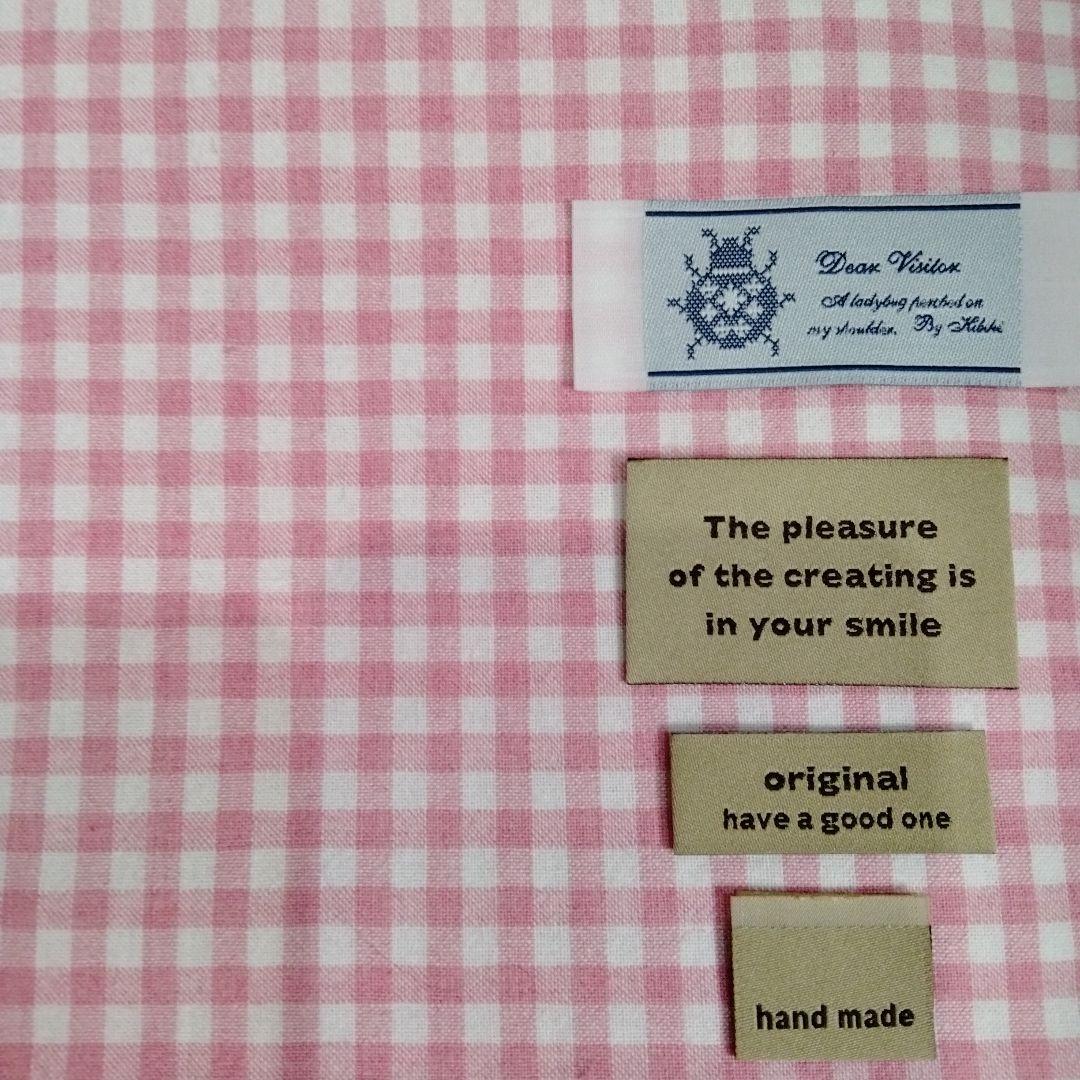 Dear Visitor
A ladybug perched on
my shoulder. By
The pleasure
of the creating is
in your smile
original
have a good one
hand made